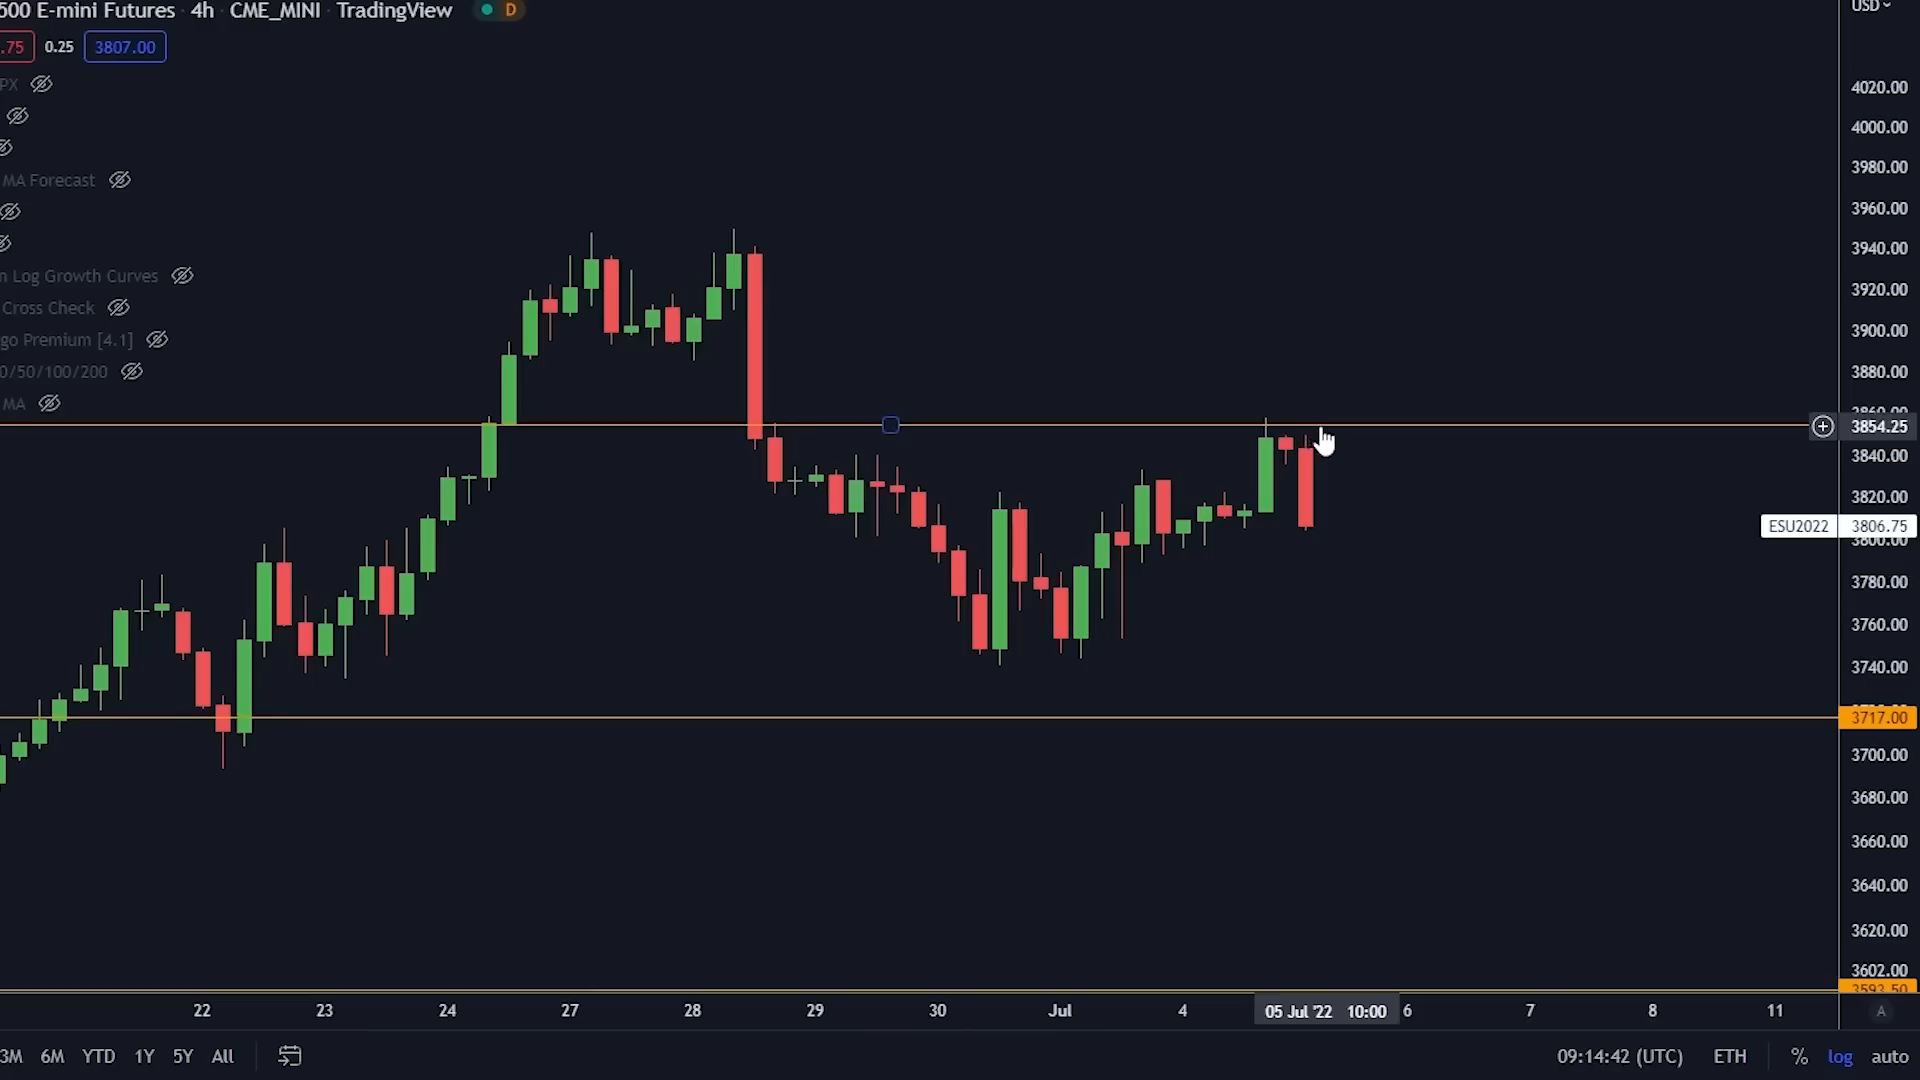 500 E-mini Futures · 4h · CME_MINI · TradingView D
.75 0.25 3807.00
PX
MA Forecast
n Log Growth Curves
Cross Check
go Premium [4.1]
0/50/100/200
MA
USD
4020.00
4000.00
3980.00
3960.00
3940.00
3920.00
3900.00
3880.00
3860.00
3854.25
3840.00
3820.00
ESU2022 3806.75
3800.00
3780.00
3760.00
3740.00
3717.00
3700.00
3680.00
3660.00
3640.00
3620.00
3602.00
3593.50
22 23 24 27 28 29 30 Jul 4 05 Jul '22 10:00 6 7 8 11 A
3M 6M YTD 1Y 5Y All 09:14:42 (UTC) ETH % log auto